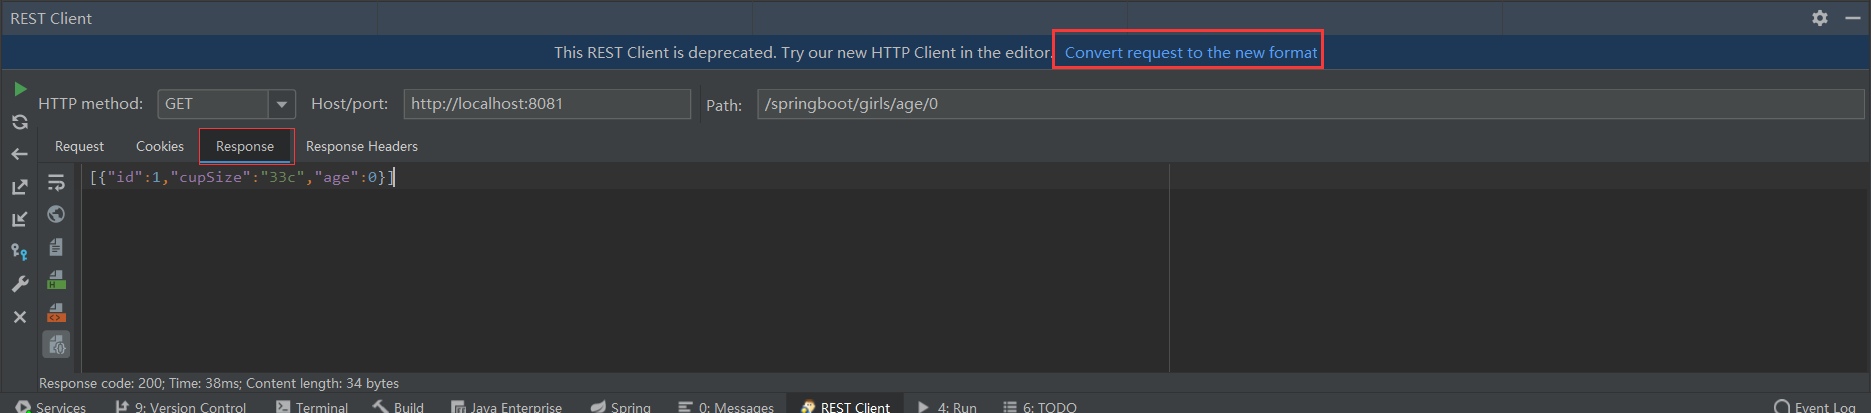 REST Client
This REST Client is deprecated. Try our new HTTP Client in the editor. Convert request to the new format
HTTP method: GET Host/port: http://localhost:8081 Path: /springboot/girls/age/0
Request Cookies Response Response Headers
[{"id":1,"cupSize":"33c","age":0}]
Response code: 200; Time: 38ms; Content length: 34 bytes
Services 9: Version Control Terminal Build Java Enterprise Spring 0: Messages REST Client 4: Run 6: TODO Event Log